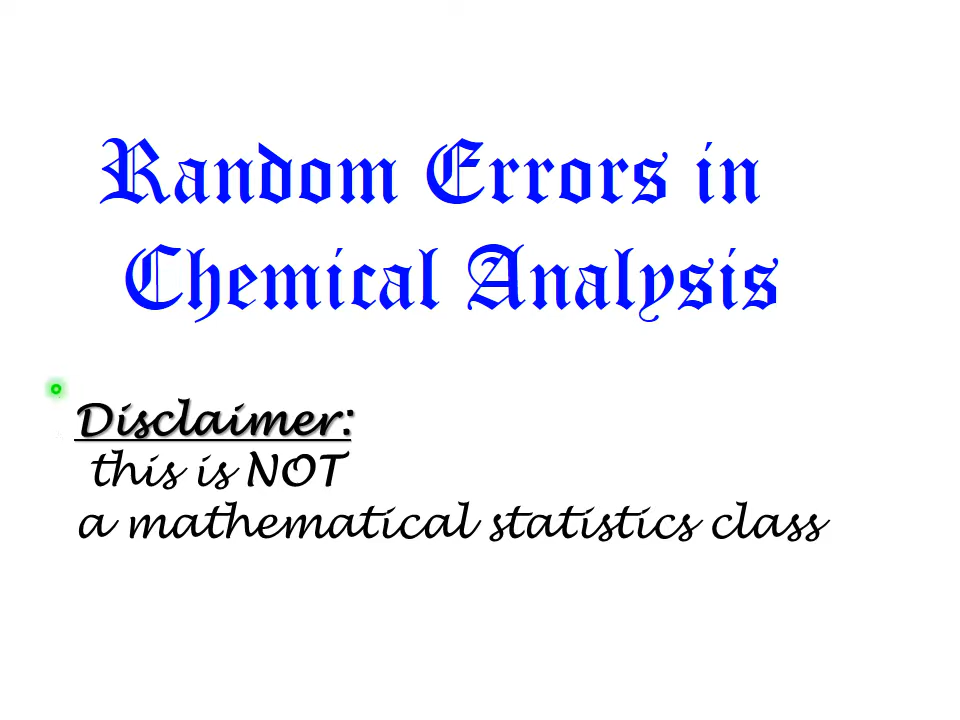 Random Errors in
Chemical Analysis
Disclaimer:
this is NOT
a mathematical statistics class